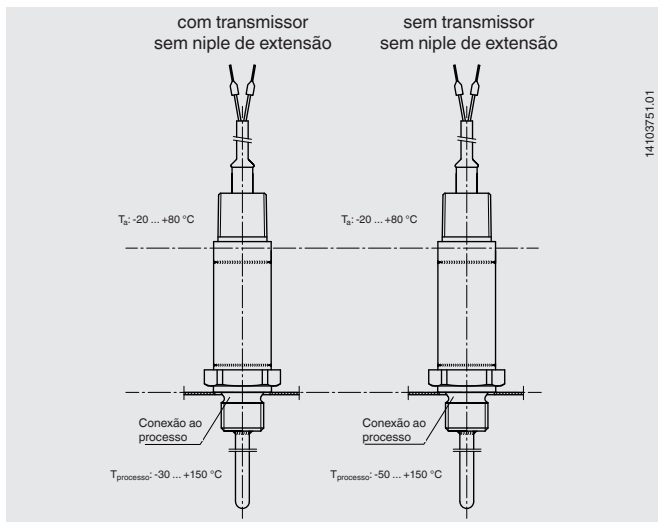 com transmissor
sem niple de extensão
sem transmissor
sem niple de extensão
14103751.01
Ta: -20 ... +80 °C
Ta: -20 ... +80 °C
Conexão ao
processo
Conexão ao
processo
Tprocesso: -30 ... +150 °C
Tprocesso: -50 ... +150 °C